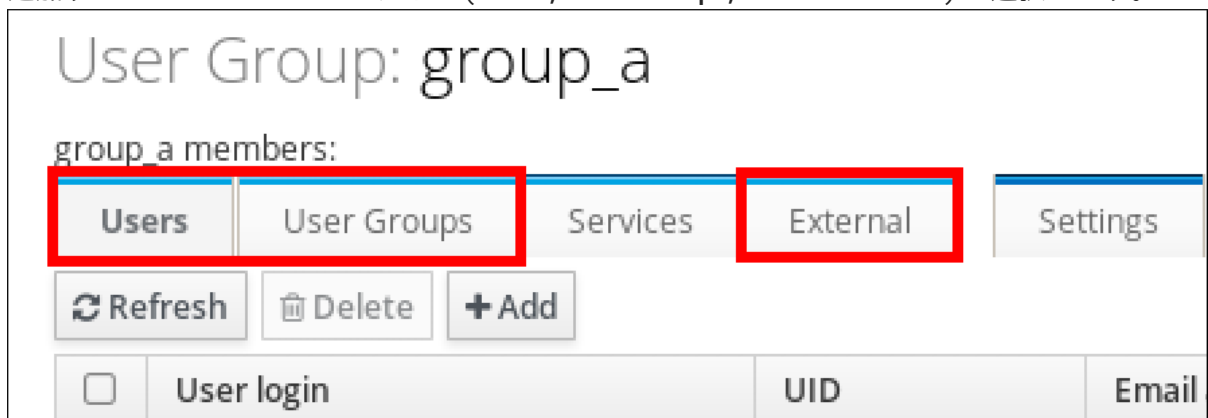 User Group: group_a
group_a members:
Users User Groups Services External Settings
Refresh Delete +Add
User login UID Email